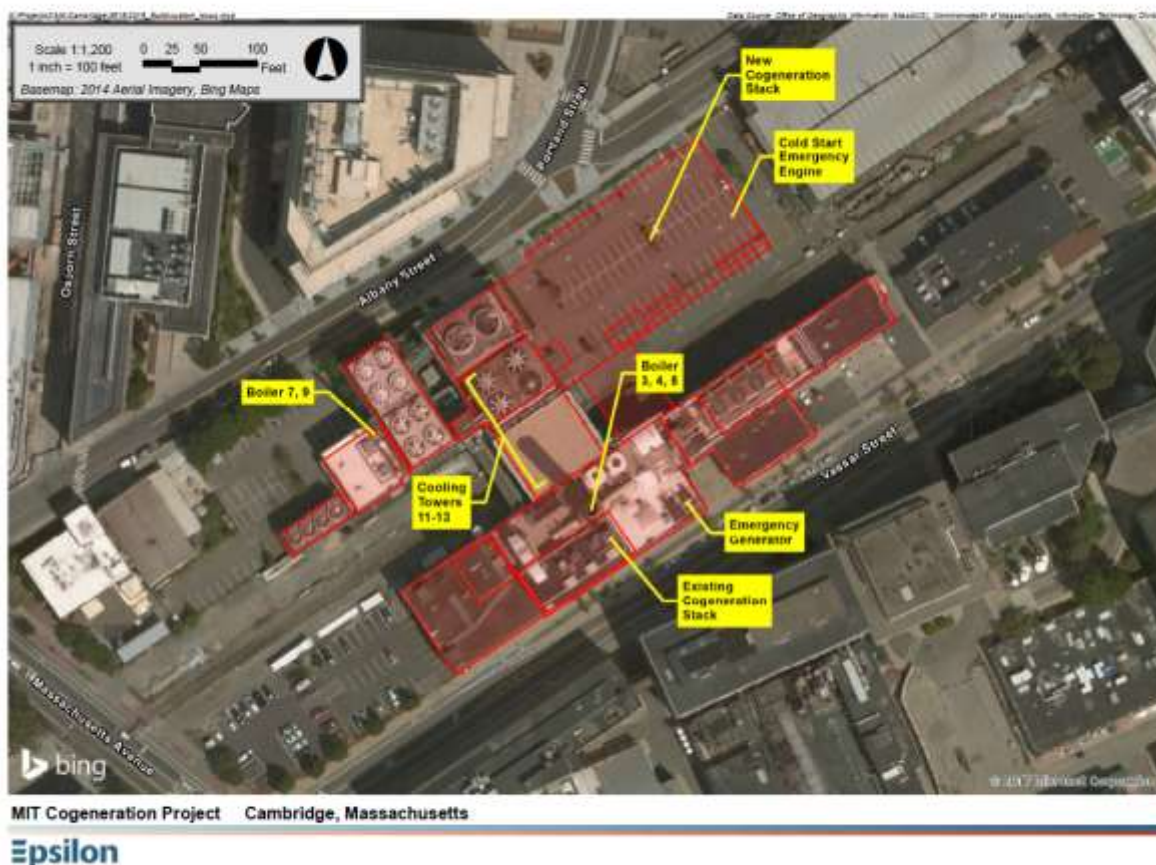 Scale 1:1,200
1 inch = 100 feet
0 25 50 100
Feet
Basemap: 2014 Aerial Imagery, Bing Maps
New
Cogeneration
Stack
Cold Start
Emergency
Engine
Portland Street
Osborn Street
Albany Street
Boiler
3, 4, 5
Boiler 7, 9
Vassar Street
Cooling
Towers
11-13
Emergency
Generator
Existing
Cogeneration
Stack
Massachusetts Avenue
bing
MIT Cogeneration Project Cambridge, Massachusetts
Epsilon